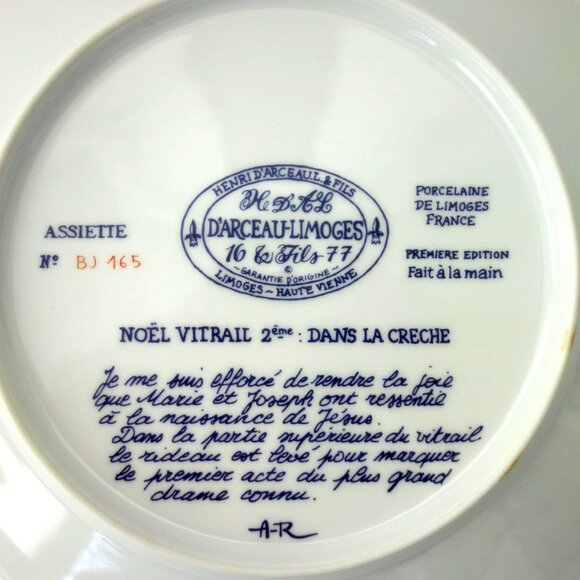 HENRI D'ARCEAU.L. & FILS
H D'A L
D'ARCEAU-LIMOGES
16 & Fils 77
©
~GARANTIE D'ORIGINE~
LIMOGES ~ HAUTE VIENNE
ASSIETTE
Nº BJ 165
PORCELAINE
DE LIMOGES
FRANCE
PREMIERE EDITION
Fait à la main
NOËL VITRAIL 2ème : DANS LA CRECHE
Je me suis efforcé de rendre la joie
que Marie et Joseph ont ressentie
à la naissance de Jésus.
Dans la partie supérieure du vitrail
le rideau est levé pour marquer
le premier acte du plus grand
drame connu.
A-R